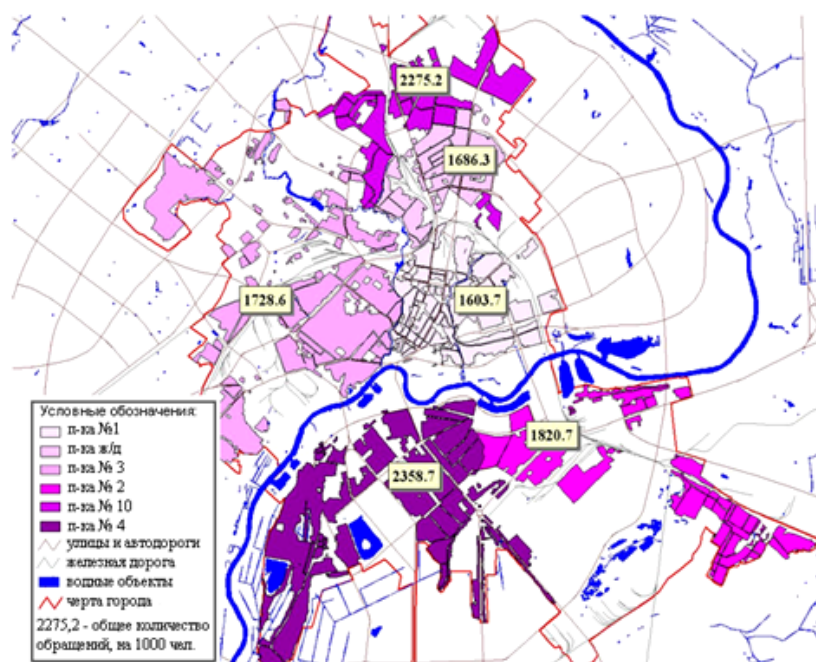 2275.2
1686.3
1728.6
1603.7
1820.7
2358.7
Условные обозначения:
п-ка №1
п-ка ж/д
п-ка № 3
п-ка № 2
п-ка № 10
п-ка № 4
улицы и автодороги
железная дорога
водные объекты
черта города
2275,2 - общее количество
обращений, на 1000 чел.